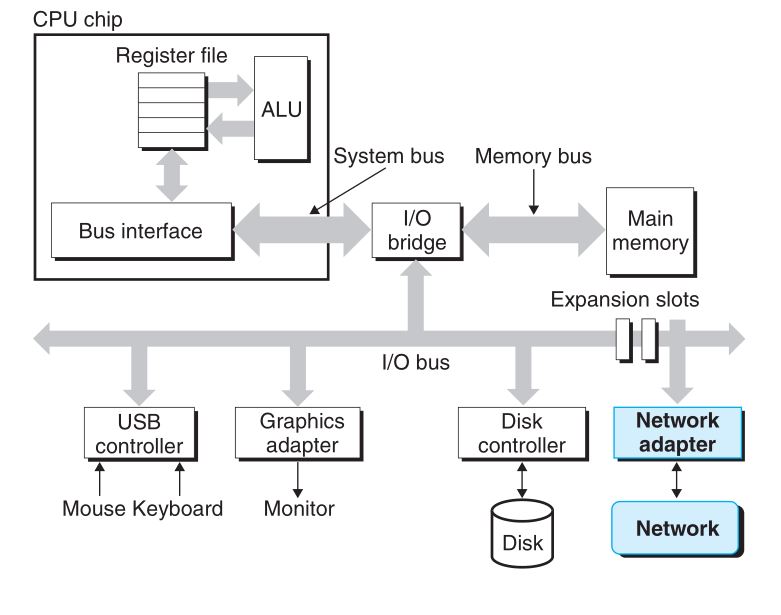 CPU chip
Register file
ALU
System bus
Memory bus
Bus interface
I/O
bridge
Main
memory
Expansion slots
I/O bus
USB
controller
Graphics
adapter
Disk
controller
Network
adapter
Mouse Keyboard
Monitor
Disk
Network